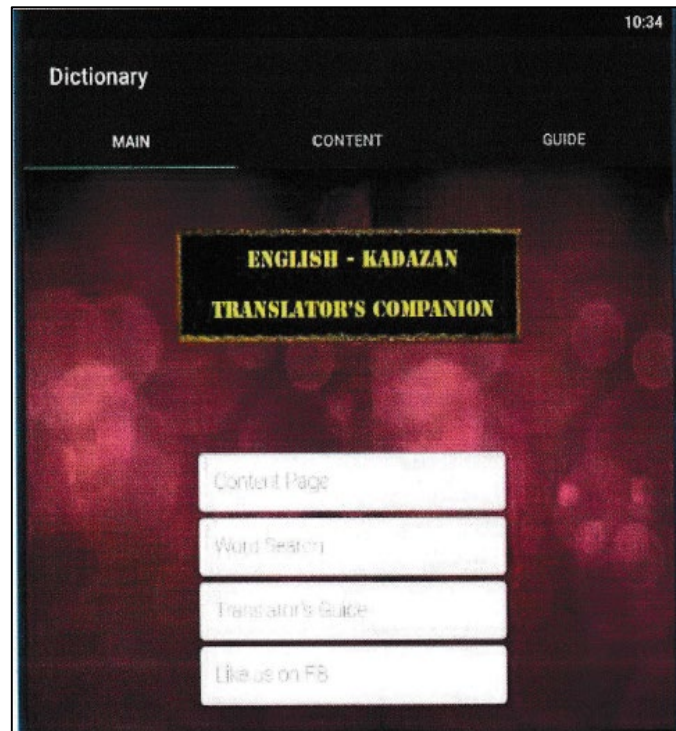 10:34
Dictionary
MAIN CONTENT GUIDE
ENGLISH - KADAZAN
TRANSLATOR'S COMPANION
Content Page
Word Search
Translator's Guide
Like us on FB